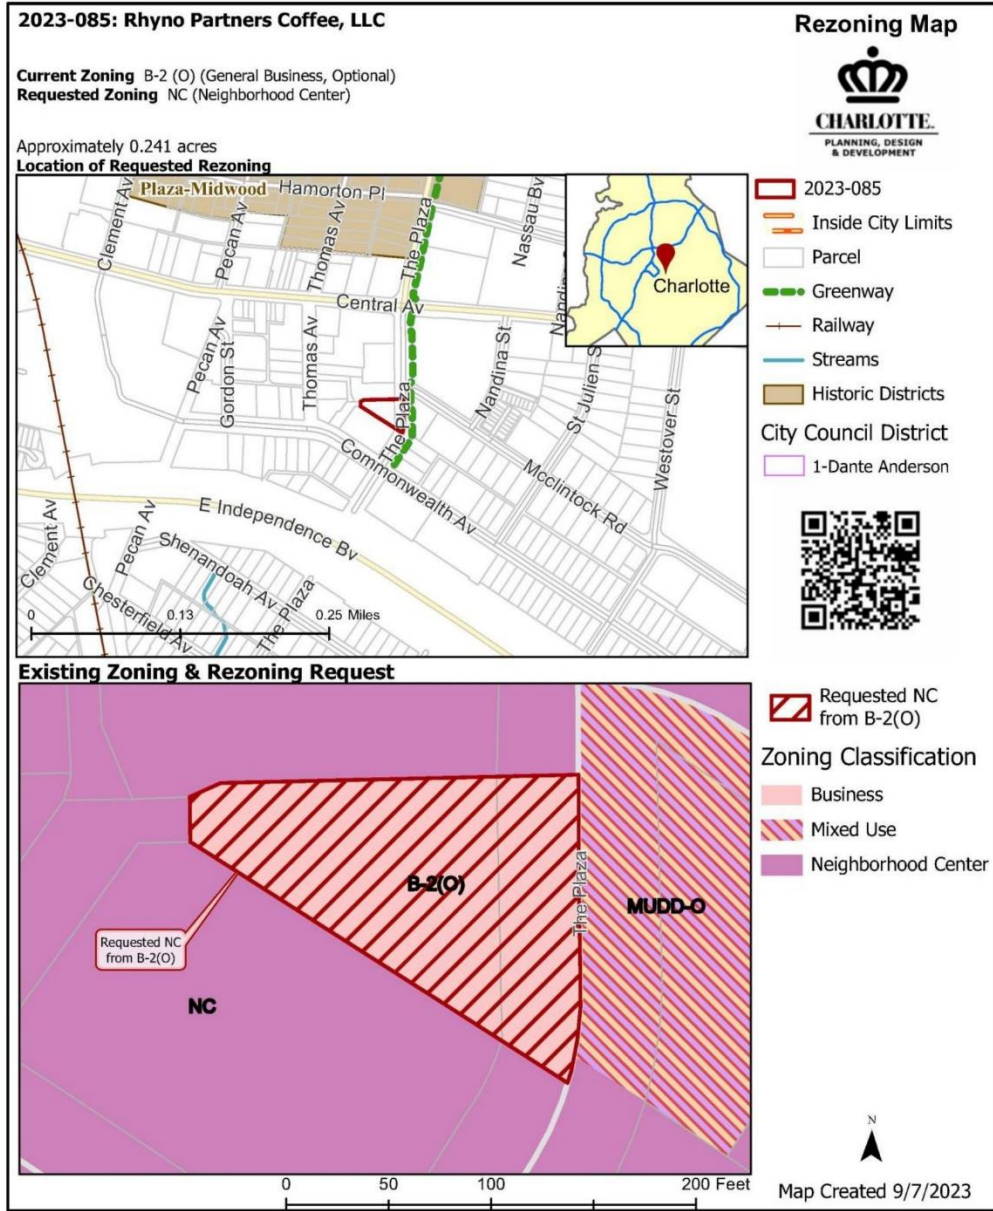 2023-085: Rhyno Partners Coffee, LLC
Current Zoning B-2 (O) (General Business, Optional)
Requested Zoning NC (Neighborhood Center)
Approximately 0.241 acres
Location of Requested Rezoning
Rezoning Map
CHARLOTTE.
PLANNING, DESIGN
& DEVELOPMENT
Plaza-Midwood
Hamorton Pl
Clement Av
Pecan Av
Thomas Av
The Plaza
Nassau Bv
Central Av
Charlotte
Pecan Av
Gordon St
Thomas Av
The Plaza
Nandina St
St Julien S
Westover St
Commonwealth Av
Mcclintock Rd
E Independence Bv
Clement Av
Pecan Av
Shenandoah Av
Chesterfield Av
The Plaza
0
0.13
0.25 Miles
2023-085
Inside City Limits
Parcel
Greenway
Railway
Streams
Historic Districts
City Council District
1-Dante Anderson
Existing Zoning & Rezoning Request
B-2(O)
The Plaza
MUDD-O
Requested NC
from B-2(O)
NC
Requested NC
from B-2(O)
Zoning Classification
Business
Mixed Use
Neighborhood Center
N
0
50
100
200 Feet
Map Created 9/7/2023